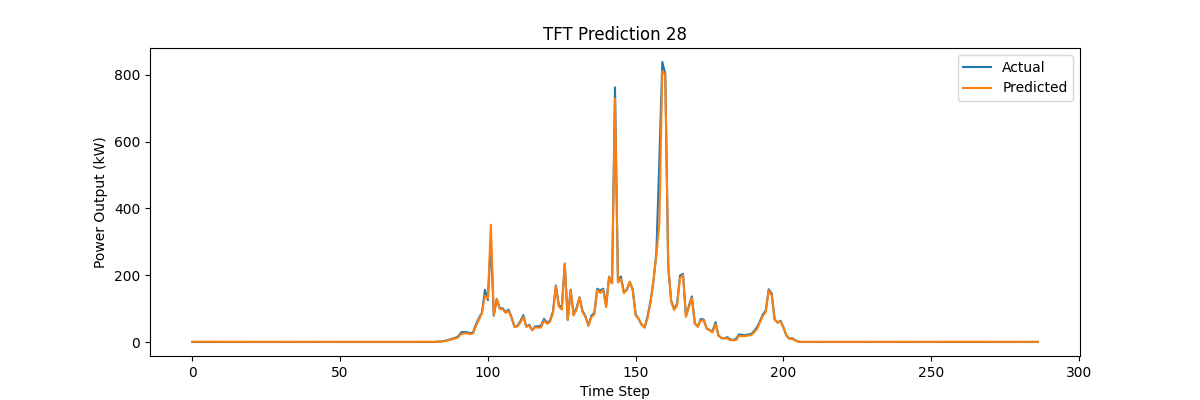 TFT Prediction 28
Actual
Predicted
Power Output (kW)
800
600
400
200
0
0 50 100 150 200 250 300
Time Step